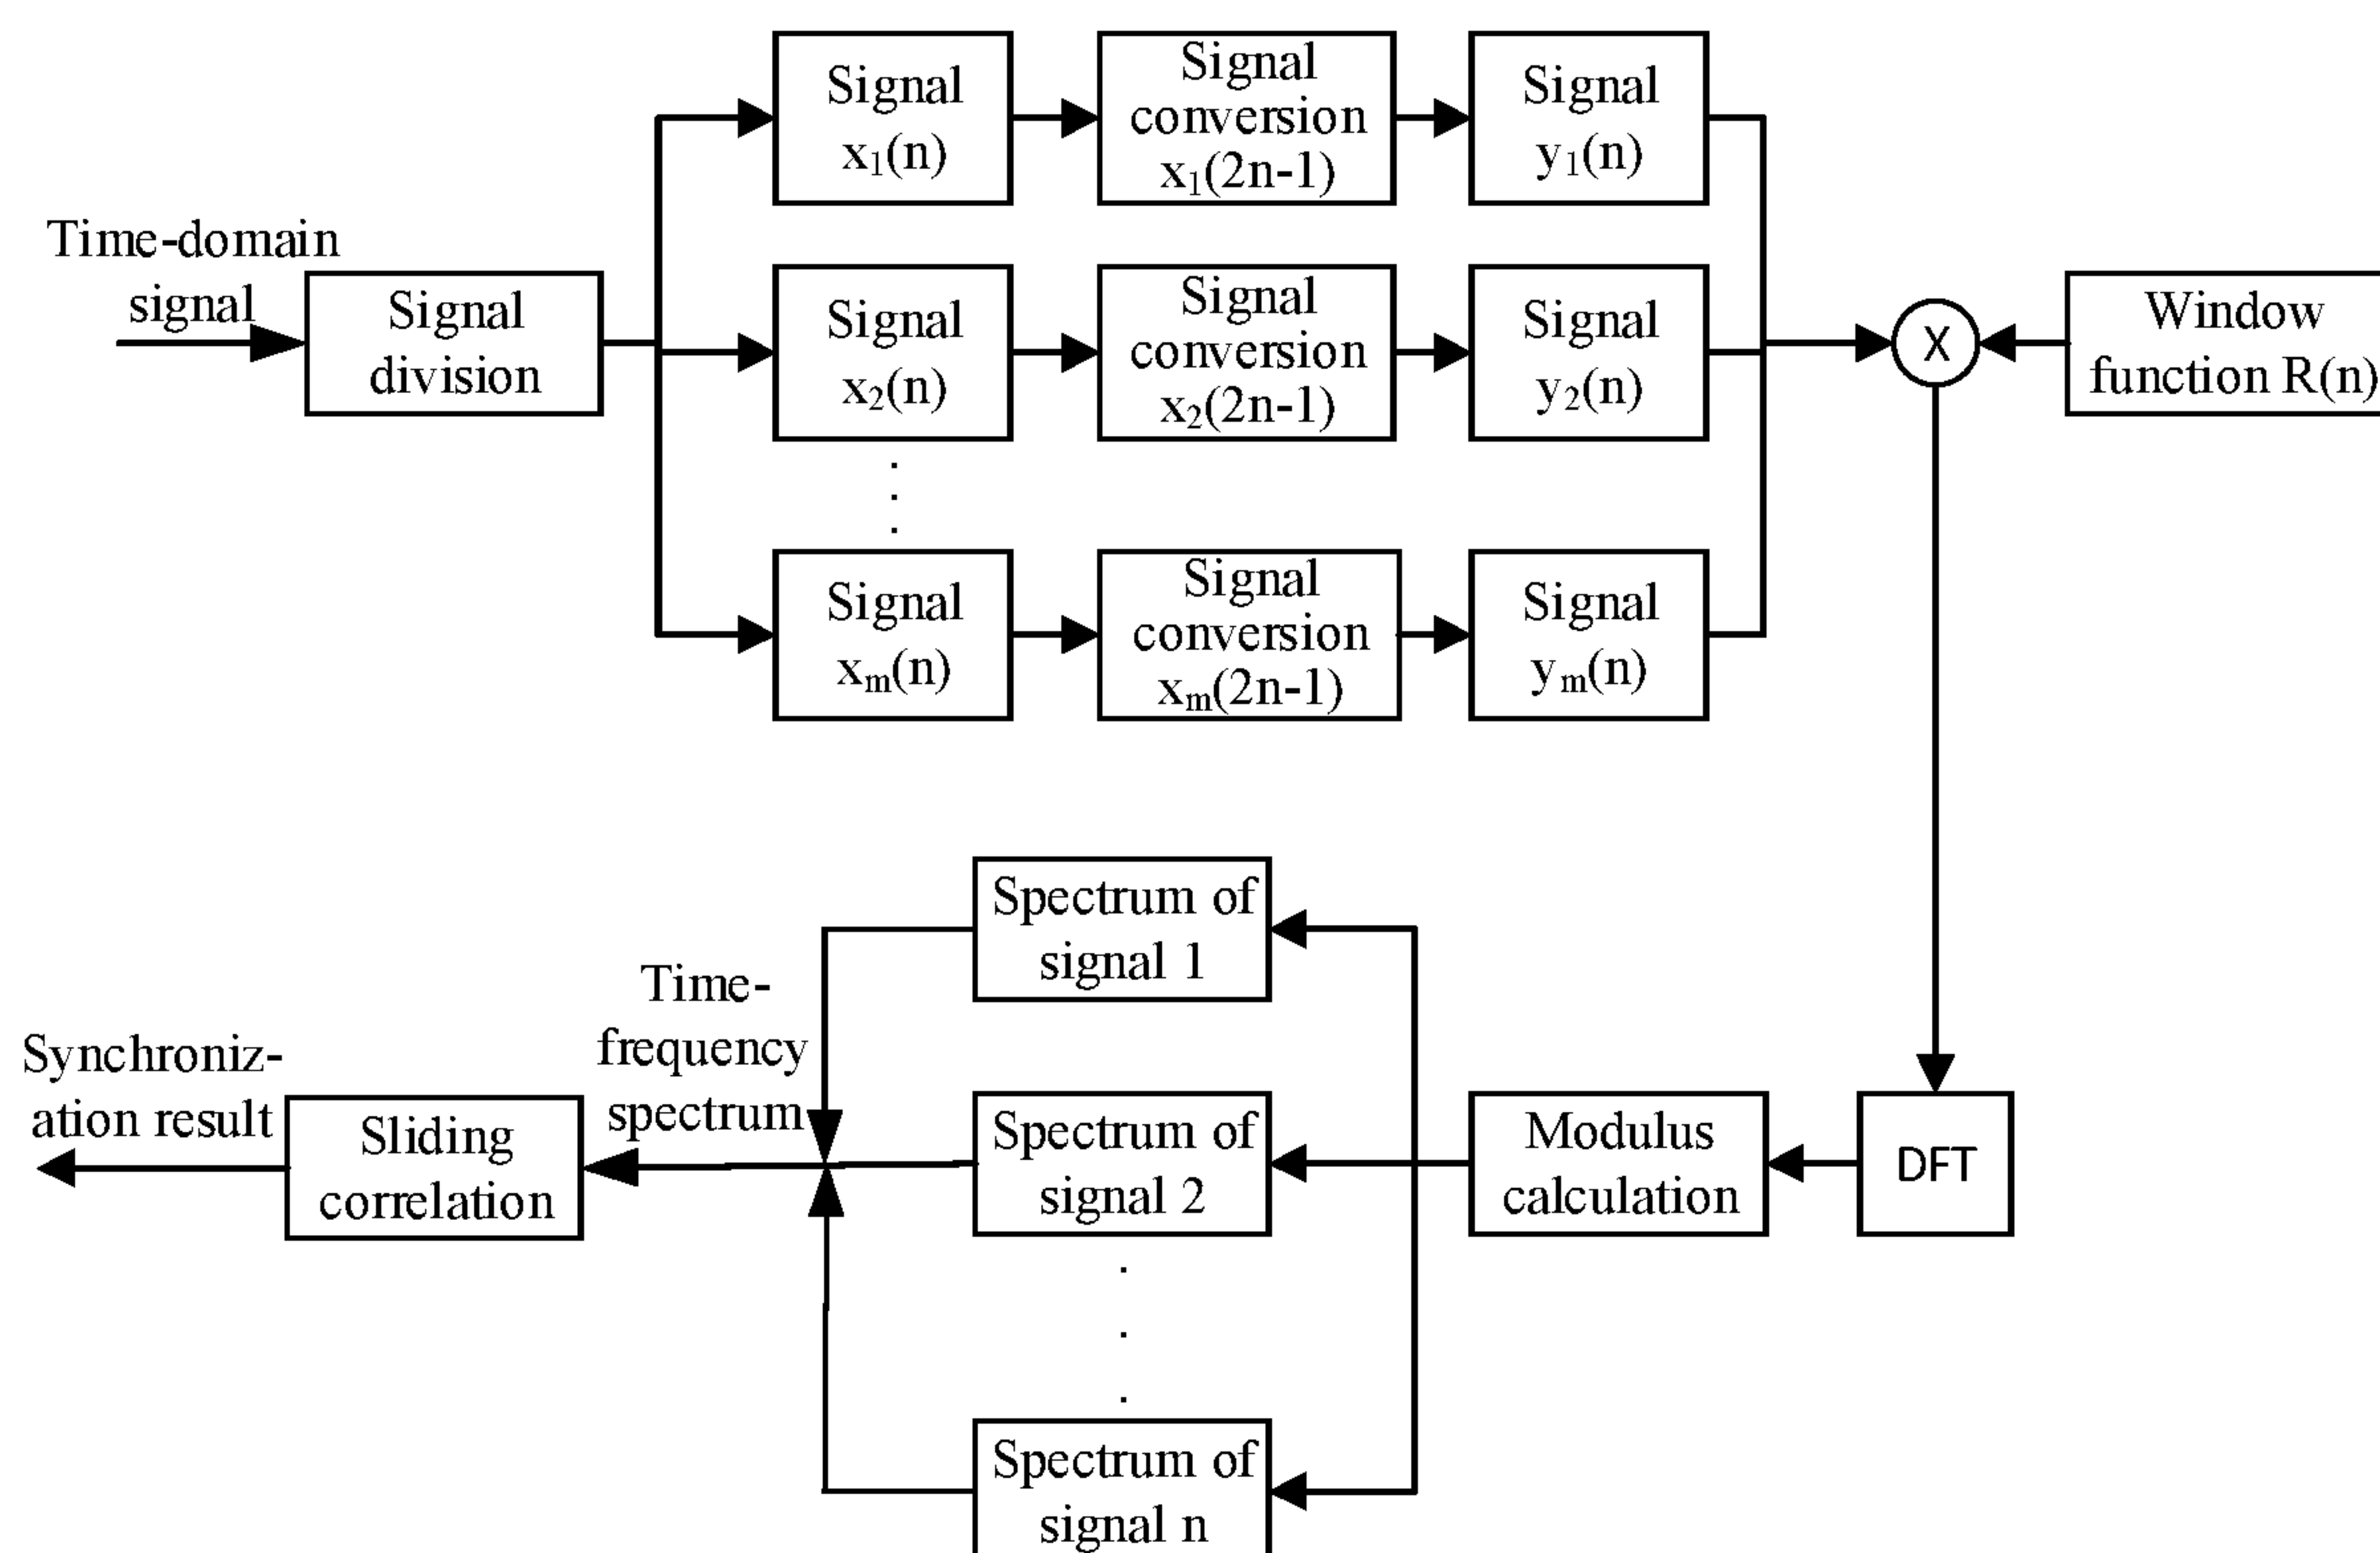 Signal
x₁(n)
Signal
conversion
x₁(2n-1)
Signal
y₁(n)
Time-domain
signal
Signal
division
Signal
x₂(n)
Signal
conversion
x₂(2n-1)
Signal
y₂(n)
X
Window
function R(n)
.
.
.
Signal
xₘ(n)
Signal
conversion
xₘ(2n-1)
Signal
yₘ(n)
Spectrum of
signal 1
Synchroniz-
ation result
Sliding
correlation
Time-
frequency
spectrum
Spectrum of
signal 2
Modulus
calculation
DFT
.
.
.
Spectrum of
signal n